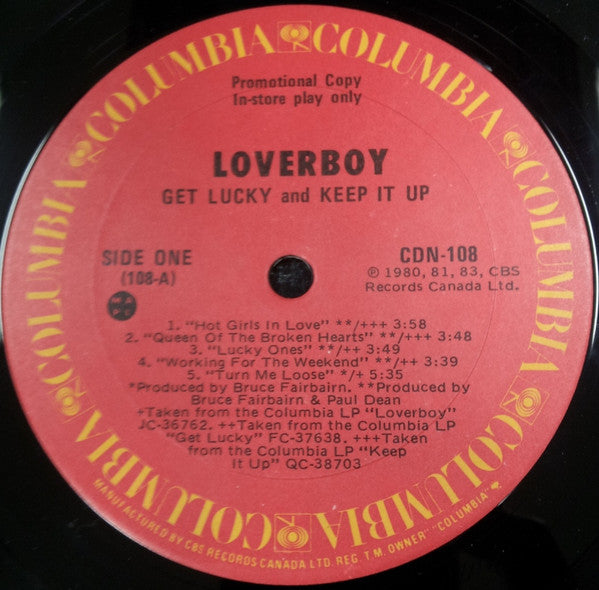 COLUMBIA COLUMBIA COLUMBIA COLUMBIA COLUMBIA COLUMBIA
Promotional Copy
In-store play only
LOVERBOY
GET LUCKY and KEEP IT UP
SIDE ONE
(108-A)
CDN-108
℗ 1980, 81, 83, CBS
Records Canada Ltd.
MAPL
1. "Hot Girls In Love" **/+++ 3:58
2. "Queen Of The Broken Hearts" **/+++ 3:48
3. "Lucky Ones" **/++ 3:49
4. "Working For The Weekend" **/++ 3:39
5. "Turn Me Loose" */+ 5:35
*Produced by Bruce Fairbairn. **Produced by
Bruce Fairbairn & Paul Dean
+Taken from the Columbia LP "Loverboy"
JC-36762. ++Taken from the Columbia LP
"Get Lucky" FC-37638. +++Taken
from the Columbia LP "Keep
It Up" QC-38703
MANUFACTURED BY CBS RECORDS CANADA LTD. REG. T.M. OWNER "COLUMBIA"